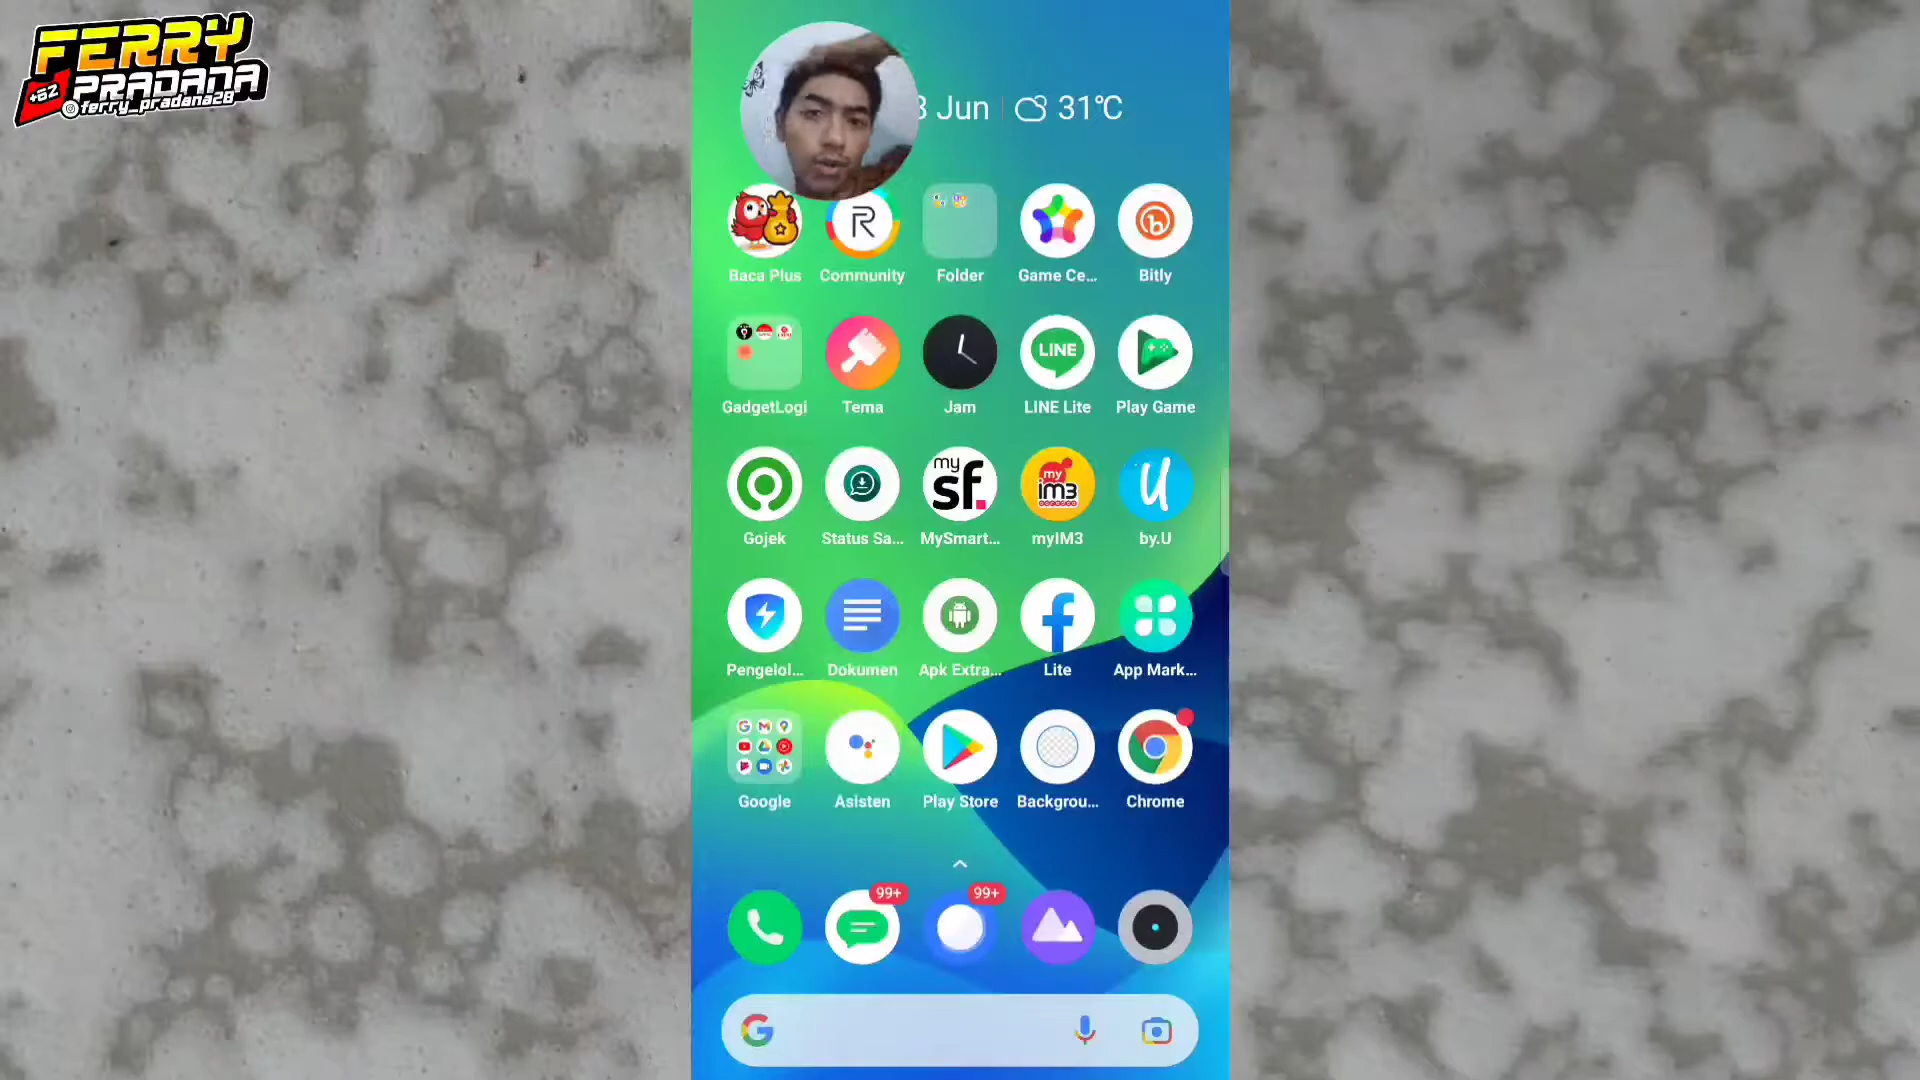 FERRY
+62 PRADANA
@ferry_pradana28
3 Jun 31°C
Baca Plus Community Folder Game Ce... Bitly
GadgetLogi Tema Jam LINE Lite Play Game
LINE
my sf. my im3 ooredoo U
Gojek Status Sa... MySmart... myIM3 by.U
Pengelol... Dokumen Apk Extra... Lite App Mark...
Google Asisten Play Store Backgrou... Chrome
99+ 99+